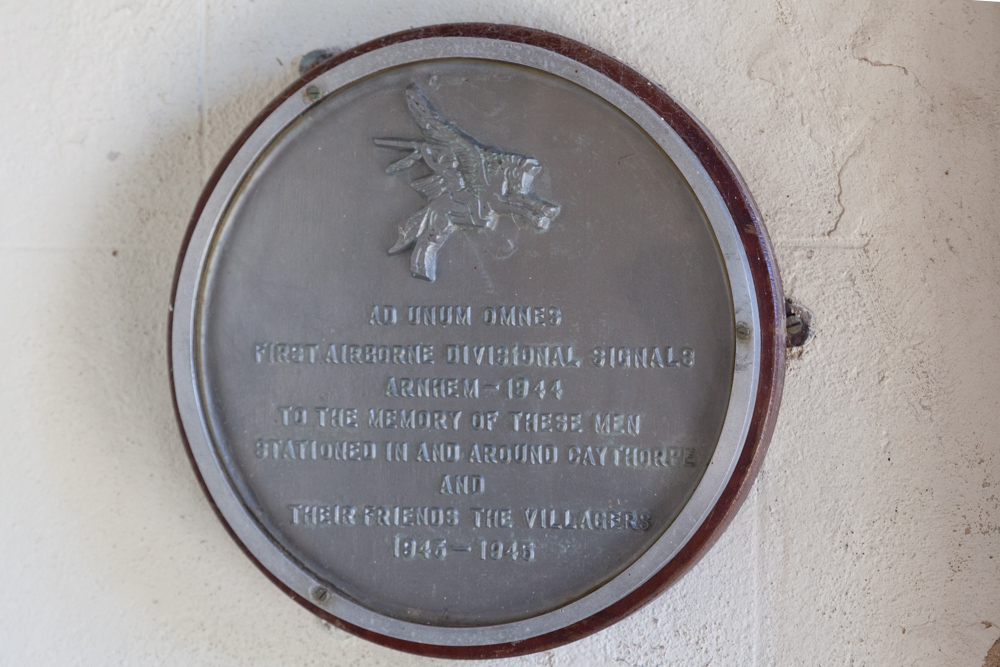 AD UNUM OMNES
FIRST AIRBORNE DIVISIONAL SIGNALS
ARNHEM - 1944
TO THE MEMORY OF THESE MEN
STATIONED IN AND AROUND CAYTHORPE
AND
THEIR FRIENDS THE VILLAGERS
1943 - 1945